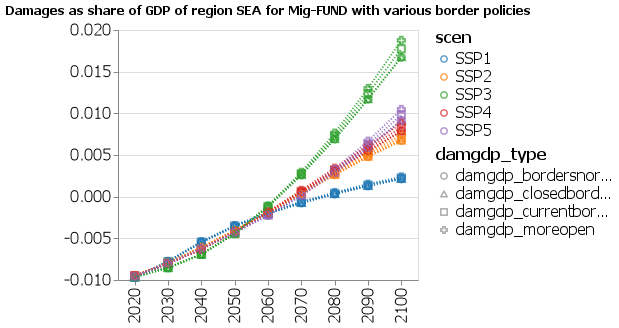 Damages as share of GDP of region SEA for Mig-FUND with various border policies
0.020
0.015
0.010
0.005
0.000
-0.005
-0.010
2020
2030
2040
2050
2060
2070
2080
2090
2100
scen
SSP1
SSP2
SSP3
SSP4
SSP5
damgdp_type
damgdp_bordersnor...
damgdp_closedbord...
damgdp_currentbor...
damgdp_moreopen